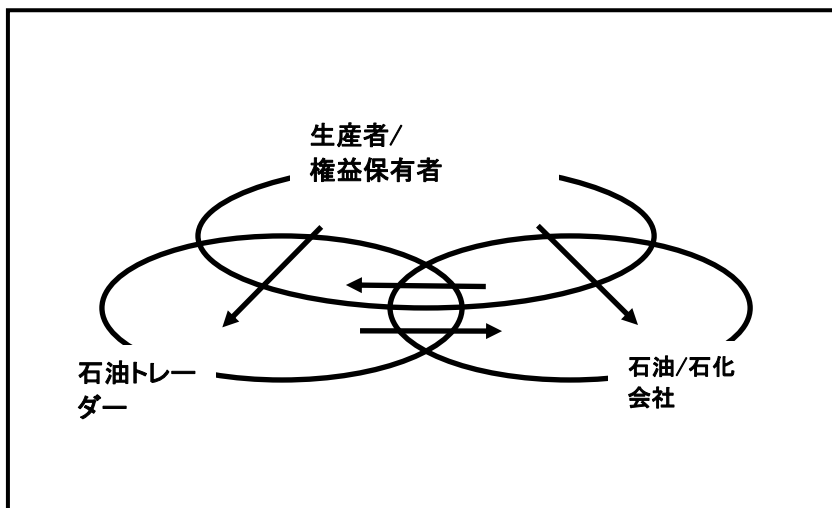 生産者/
権益保有者
石油トレー
ダー
石油/石化
会社